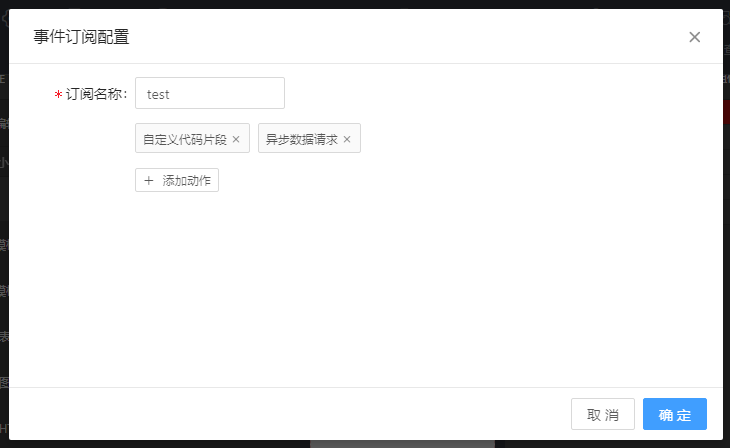 事件订阅配置
* 订阅名称：
test
自定义代码片段 ×
异步数据请求 ×
+ 添加动作
取 消
确 定